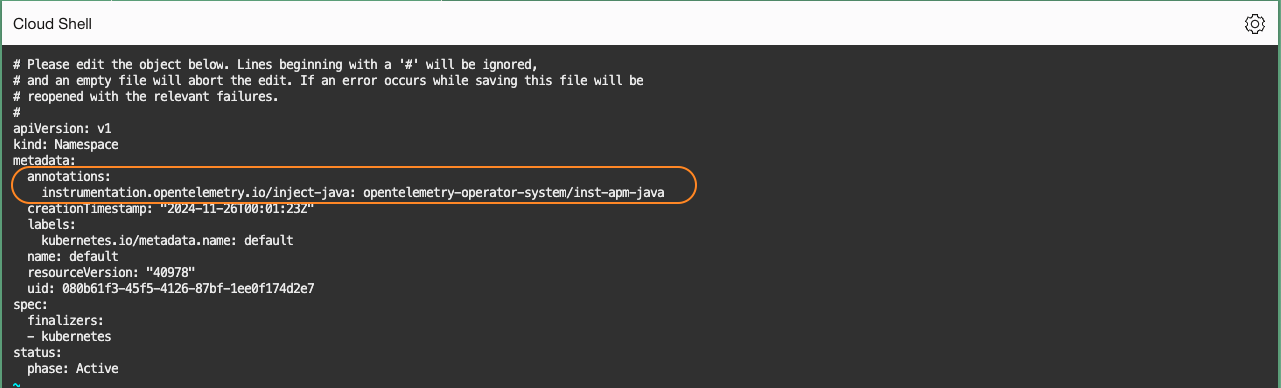 Cloud Shell
# Please edit the object below. Lines beginning with a '#' will be ignored,
# and an empty file will abort the edit. If an error occurs while saving this file will be
# reopened with the relevant failures.
#
apiVersion: v1
kind: Namespace
metadata:
  annotations:
    instrumentation.opentelemetry.io/inject-java: opentelemetry-operator-system/inst-apm-java
  creationTimestamp: "2024-11-26T00:01:23Z"
  labels:
    kubernetes.io/metadata.name: default
  name: default
  resourceVersion: "40978"
  uid: 080b61f3-45f5-4126-87bf-1ee0f174d2e7
spec:
  finalizers:
  - kubernetes
status:
  phase: Active
~